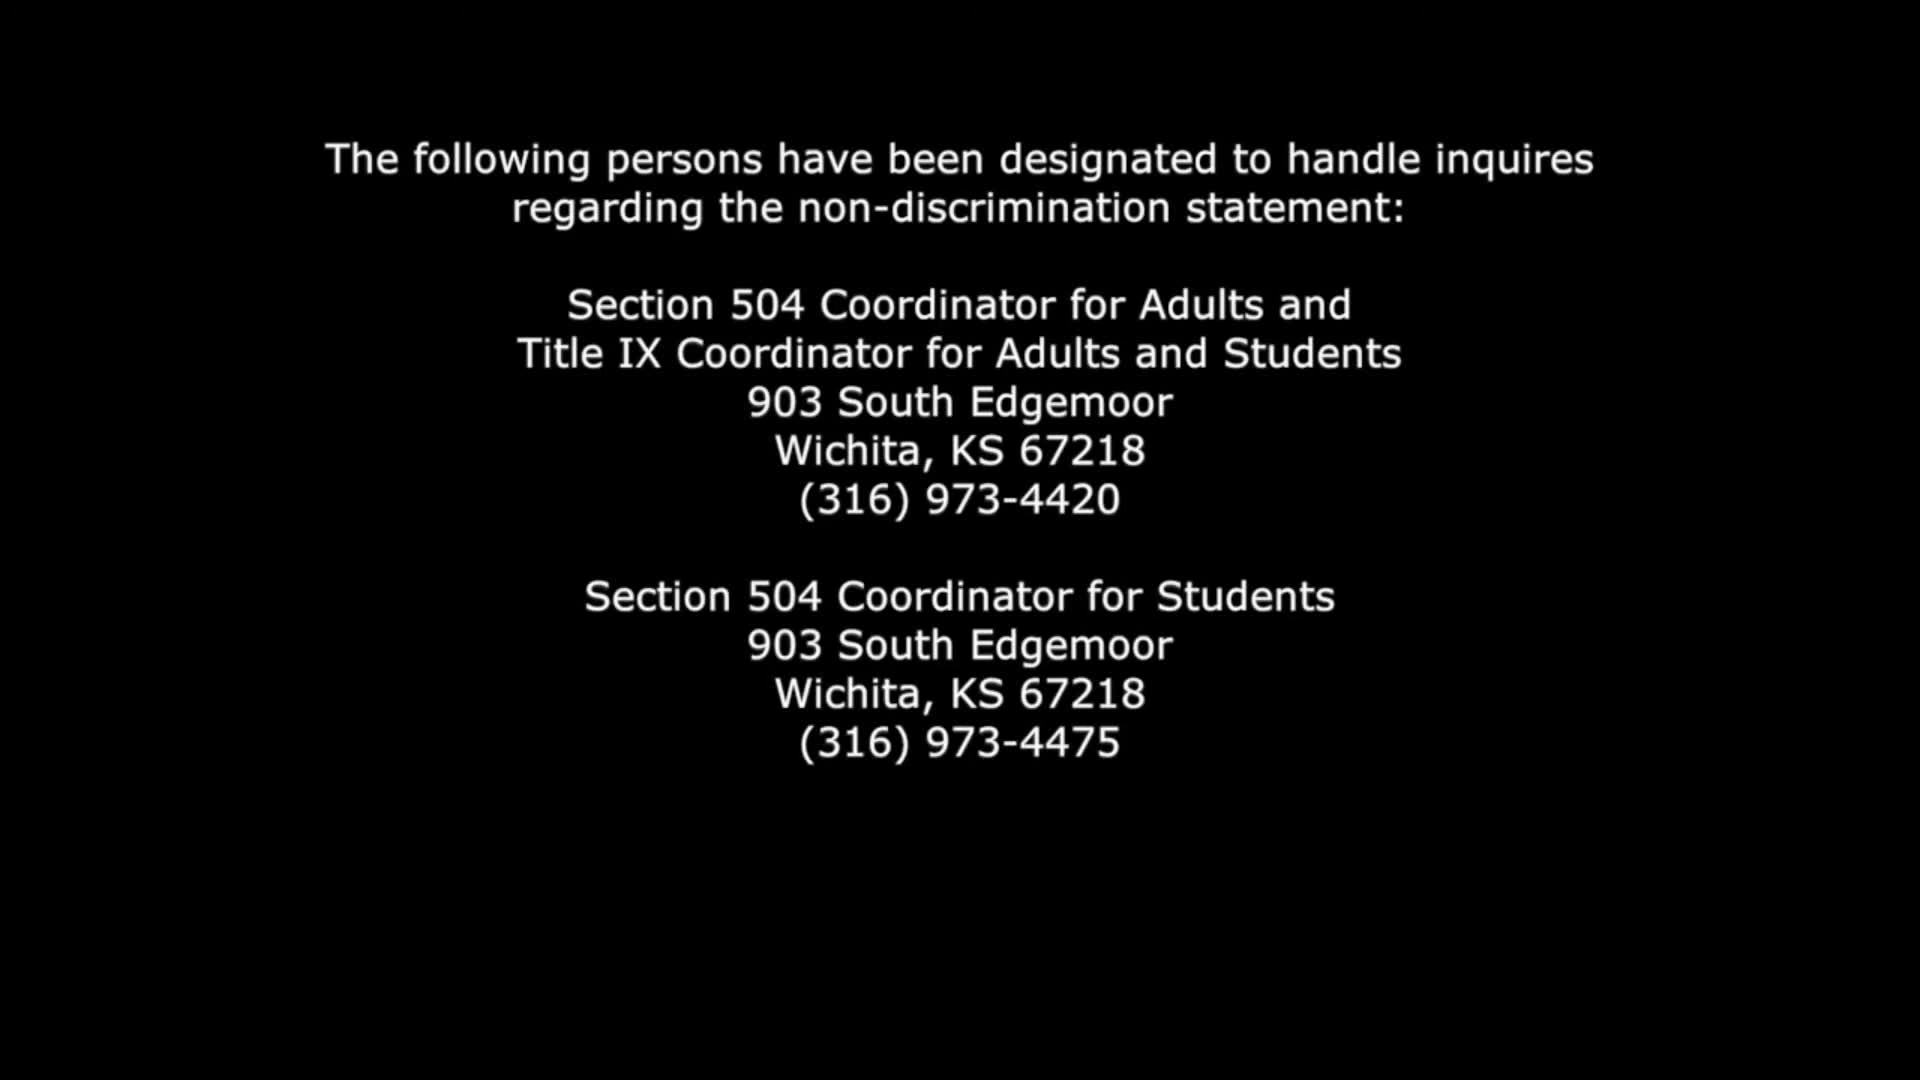 The following persons have been designated to handle inquires
regarding the non-discrimination statement:
Section 504 Coordinator for Adults and
Title IX Coordinator for Adults and Students
903 South Edgemoor
Wichita, KS 67218
(316) 973-4420
Section 504 Coordinator for Students
903 South Edgemoor
Wichita, KS 67218
(316) 973-4475